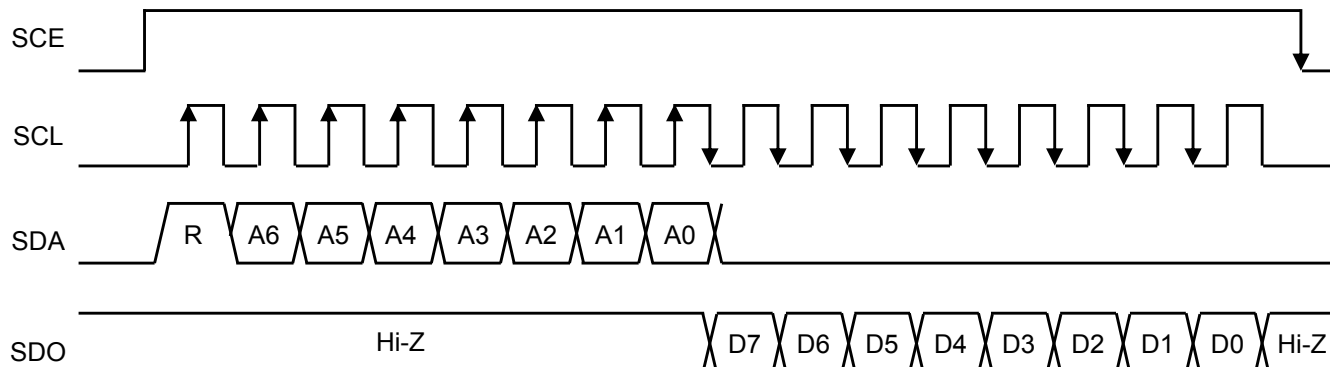 SCE
SCL
SDA R A6 A5 A4 A3 A2 A1 A0
SDO Hi-Z D7 D6 D5 D4 D3 D2 D1 D0 Hi-Z